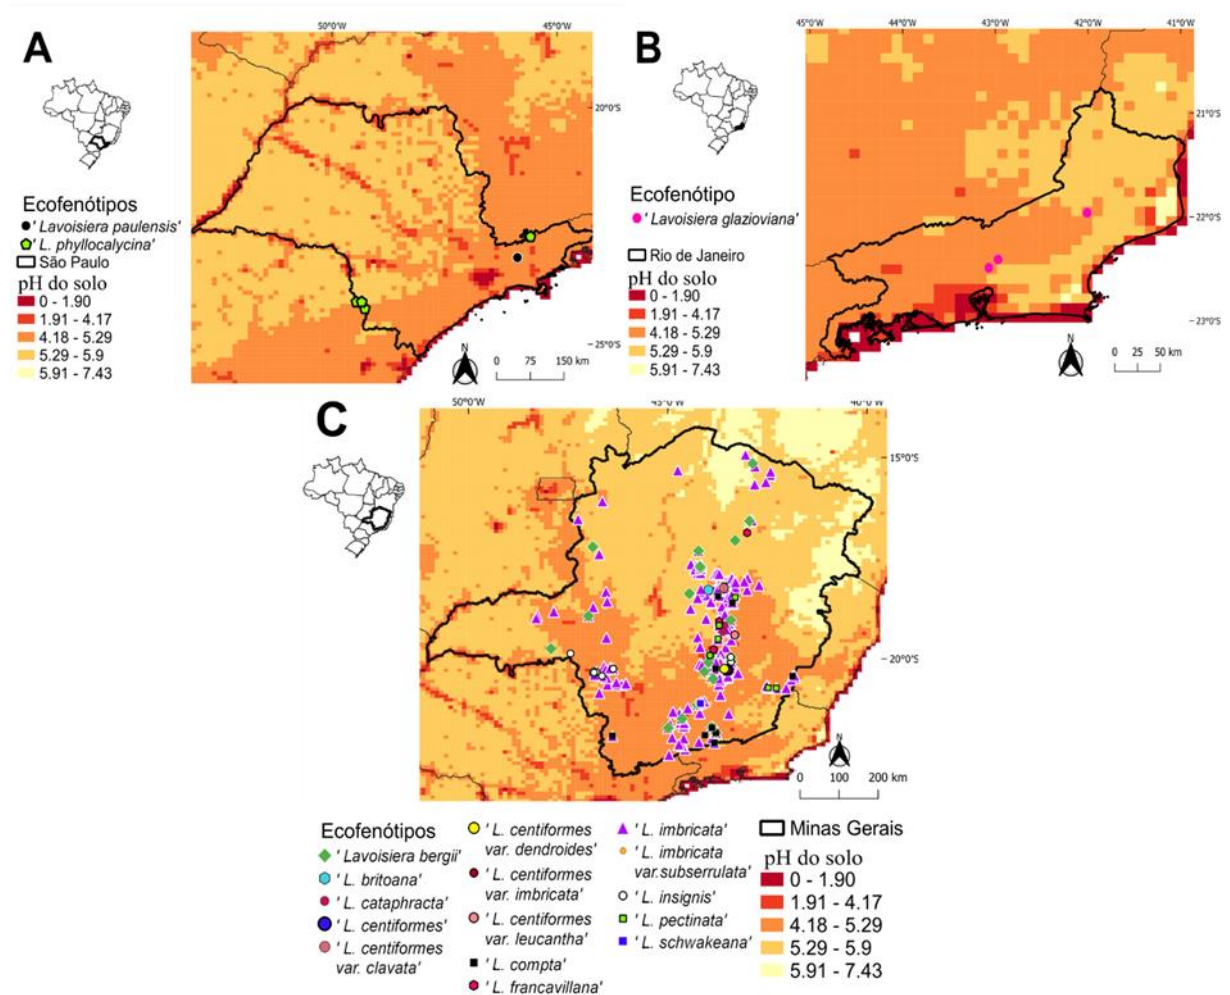 A
50°0'W
45°0'W
20°0'S
25°0'S
Ecofenótipos
' Lavoisiera paulensis'
' L. phyllocalycina'
São Paulo
pH do solo
0 - 1.90
1.91 - 4.17
4.18 - 5.29
5.29 - 5.9
5.91 - 7.43
N
0 75 150 km
B
45°0'W
44°0'W
43°0'W
42°0'W
41°0'W
21°0'S
22°0'S
23°0'S
Ecofenótipo
' Lavoisiera glazioviana'
Rio de Janeiro
pH do solo
0 - 1.90
1.91 - 4.17
4.18 - 5.29
5.29 - 5.9
5.91 - 7.43
N
0 25 50 km
C
50°0'W
45°0'W
40°0'W
15°0'S
20°0'S
N
0 100 200 km
Ecofenótipos
' Lavoisiera bergii'
' L. britoana'
' L. cataphracta'
' L. centiformes'
' L. centiformes
var. clavata'
' L. centiformes
var. dendroides'
' L. centiformes
var. imbricata'
' L. centiformes
var. leucantha'
' L. compta'
' L. francavillana'
' L. imbricata'
' L. imbricata
var.subserrulata'
' L. insignis'
' L. pectinata'
' L. schwakeana'
Minas Gerais
pH do solo
0 - 1.90
1.91 - 4.17
4.18 - 5.29
5.29 - 5.9
5.91 - 7.43